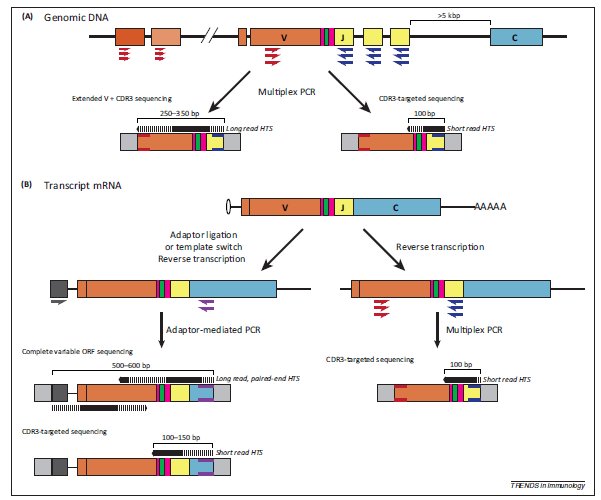 (A) Genomic DNA
>5 kbp
V
J
C
Multiplex PCR
Extended V + CDR3 sequencing
250–350 bp
Long read HTS
CDR3-targeted sequencing
100 bp
Short read HTS
(B) Transcript mRNA
V
J
C
AAAAA
Adaptor ligation
or template switch
Reverse transcription
Reverse transcription
Adaptor-mediated PCR
Multiplex PCR
Complete variable ORF sequencing
500–600 bp
Long read, paired-end HTS
CDR3-targeted sequencing
100 bp
Short read HTS
CDR3-targeted sequencing
100–150 bp
Short read HTS
TRENDS in Immunology